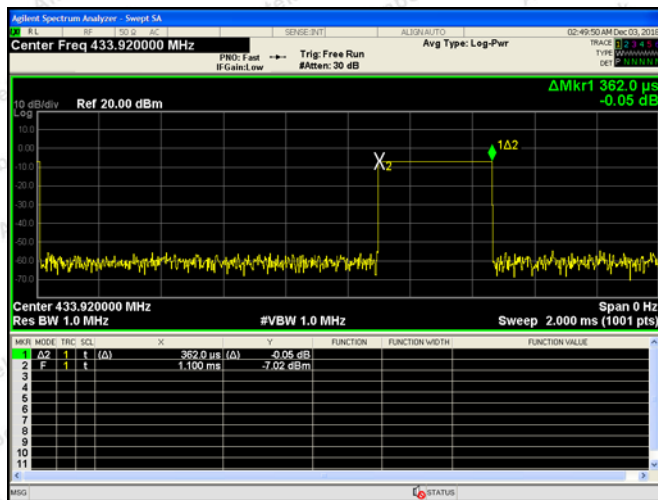 Agilent Spectrum Analyzer - Swept SA
RL RF 50 Ω AC SENSE:INT ALIGN AUTO 02:49:50 AM Dec 03, 2018
Center Freq 433.920000 MHz
PNO: Fast
IFGain:Low
Trig: Free Run
#Atten: 30 dB
Avg Type: Log-Pwr
TRACE 1 2 3 4 5 6
TYPE W
DET P N N N N N
ΔMkr1 362.0 µs
-0.05 dB
10 dB/div Ref 20.00 dBm
Log
10.0
0.00
-10.0
-20.0
-30.0
-40.0
-50.0
-60.0
-70.0
X2
1Δ2
Center 433.920000 MHz Span 0 Hz
Res BW 1.0 MHz #VBW 1.0 MHz Sweep 2.000 ms (1001 pts)
MKR MODE TRC SCL X Y FUNCTION FUNCTION WIDTH FUNCTION VALUE
1 Δ2 1 t (Δ) 362.0 µs (Δ) -0.05 dB
2 F 1 t 1.100 ms -7.02 dBm
3
4
5
6
7
8
9
10
11
MSG STATUS